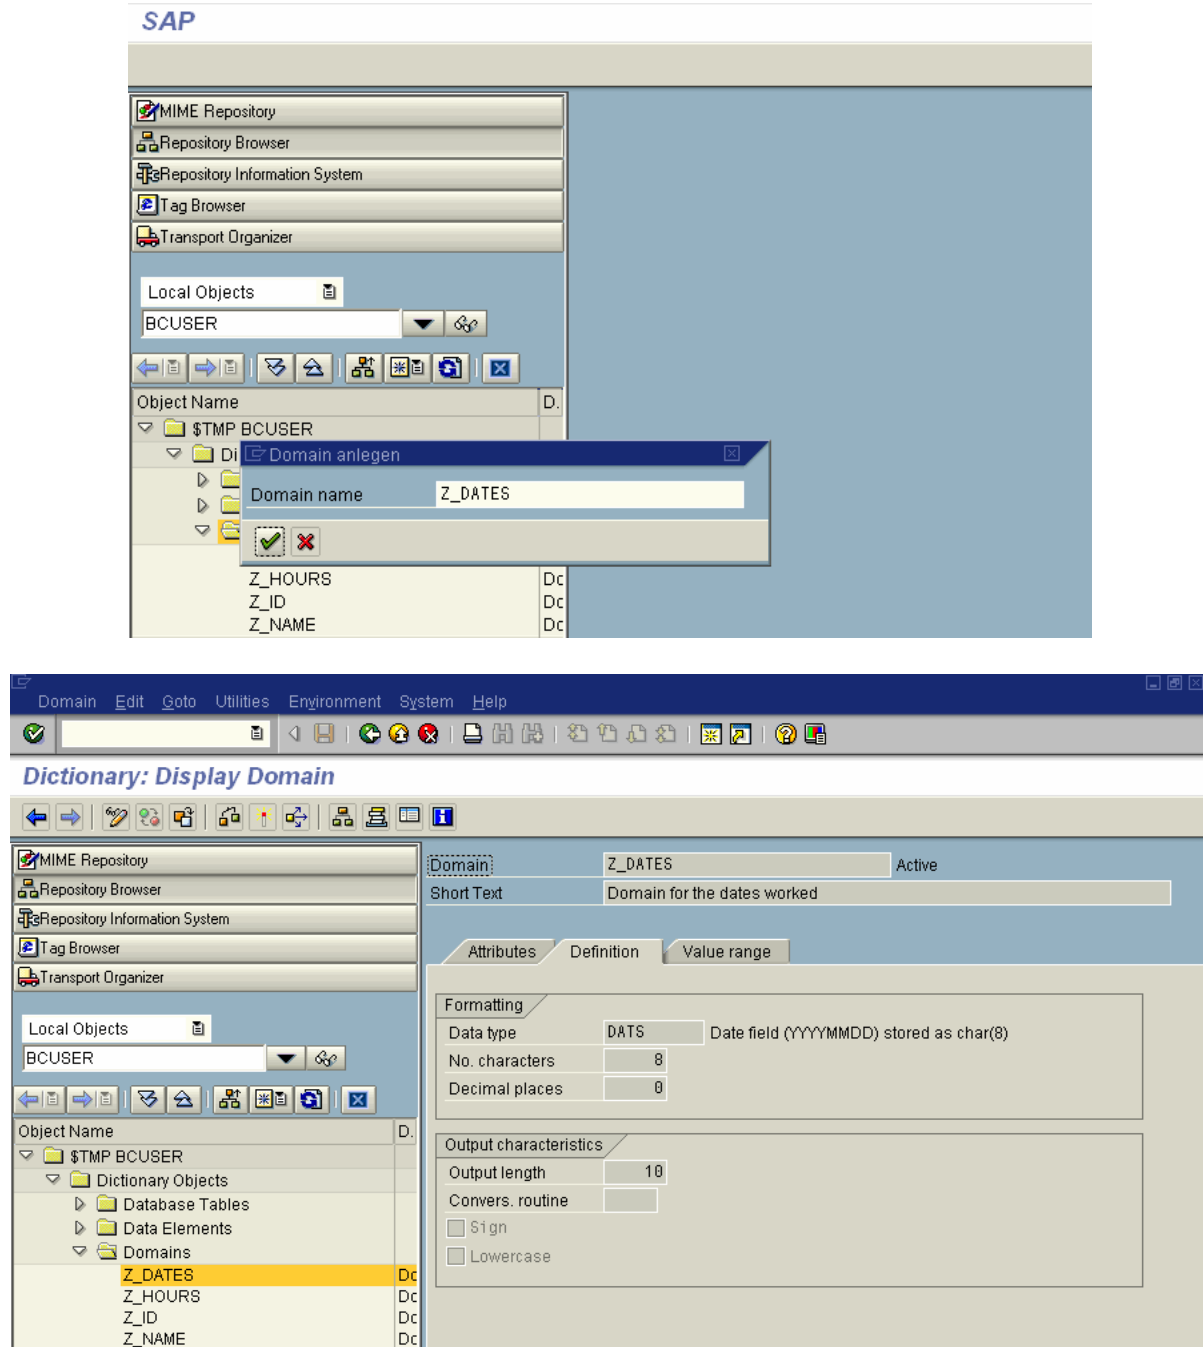 SAP
MIME Repository
Repository Browser
Repository Information System
Tag Browser
Transport Organizer
Local Objects
BCUSER
Object Name D.
$TMP BCUSER
Di
Domain anlegen
Domain name Z_DATES
Z_HOURS Dc
Z_ID Dc
Z_NAME Dc
Domain Edit Goto Utilities Environment System Help
Dictionary: Display Domain
MIME Repository
Repository Browser
Repository Information System
Tag Browser
Transport Organizer
Local Objects
BCUSER
Object Name D.
$TMP BCUSER
Dictionary Objects
Database Tables
Data Elements
Domains
Z_DATES Dc
Z_HOURS Dc
Z_ID Dc
Z_NAME Dc
Domain Z_DATES Active
Short Text Domain for the dates worked
Attributes Definition Value range
Formatting
Data type DATS Date field (YYYYMMDD) stored as char(8)
No. characters 8
Decimal places 0
Output characteristics
Output length 10
Convers. routine
Sign
Lowercase